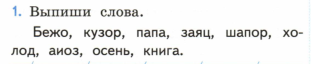 1. Выпиши слова.
Бежо, кузор, папа, заяц, шапор, хо-
лод, аиоз, осень, книга.